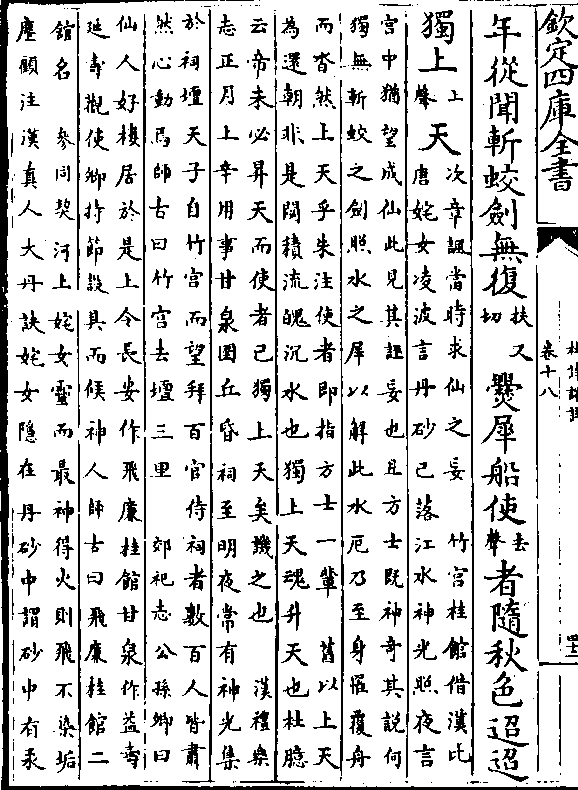 欽定四庫全書
卷十八
年從聞斬蛟劍無復扶又切爨犀船使去聲者隨秋色迢迢
獨上上聲天次章諷當時求仙之妄 竹宮桂館借漢比
唐姹女凌波言丹砂已落江水神光照夜言
宮中猶望成仙此見其誣妄也且方士既神奇其說何
獨無斬蛟之劍照水之犀以解此水厄乃至身罹覆舟
而杳然上天乎朱注使者即指方士一輩 舊以上天
為還朝非是闊積流魄沉水也獨上天魂升天也杜臆
云帝未必昇天而使者已獨上天矣譏之也 漢禮樂
志正月上辛用事甘泉圜丘昏祠至明夜常有神光集
於祠壇天子自竹宮而望拜百官侍祠者數百人皆肅
然心動焉師古曰竹宮去壇三里 郊祀志公孫卿曰
仙人好樓居於是上令長安作飛廉桂館甘泉作益壽
延壽觀使卿持節設具而候神人師古曰飛廉桂館二
館名 參同契河上姹女靈而最神得火則飛不染垢
塵顧注漢真人大丹訣姹女隱在丹砂中謂砂中有汞